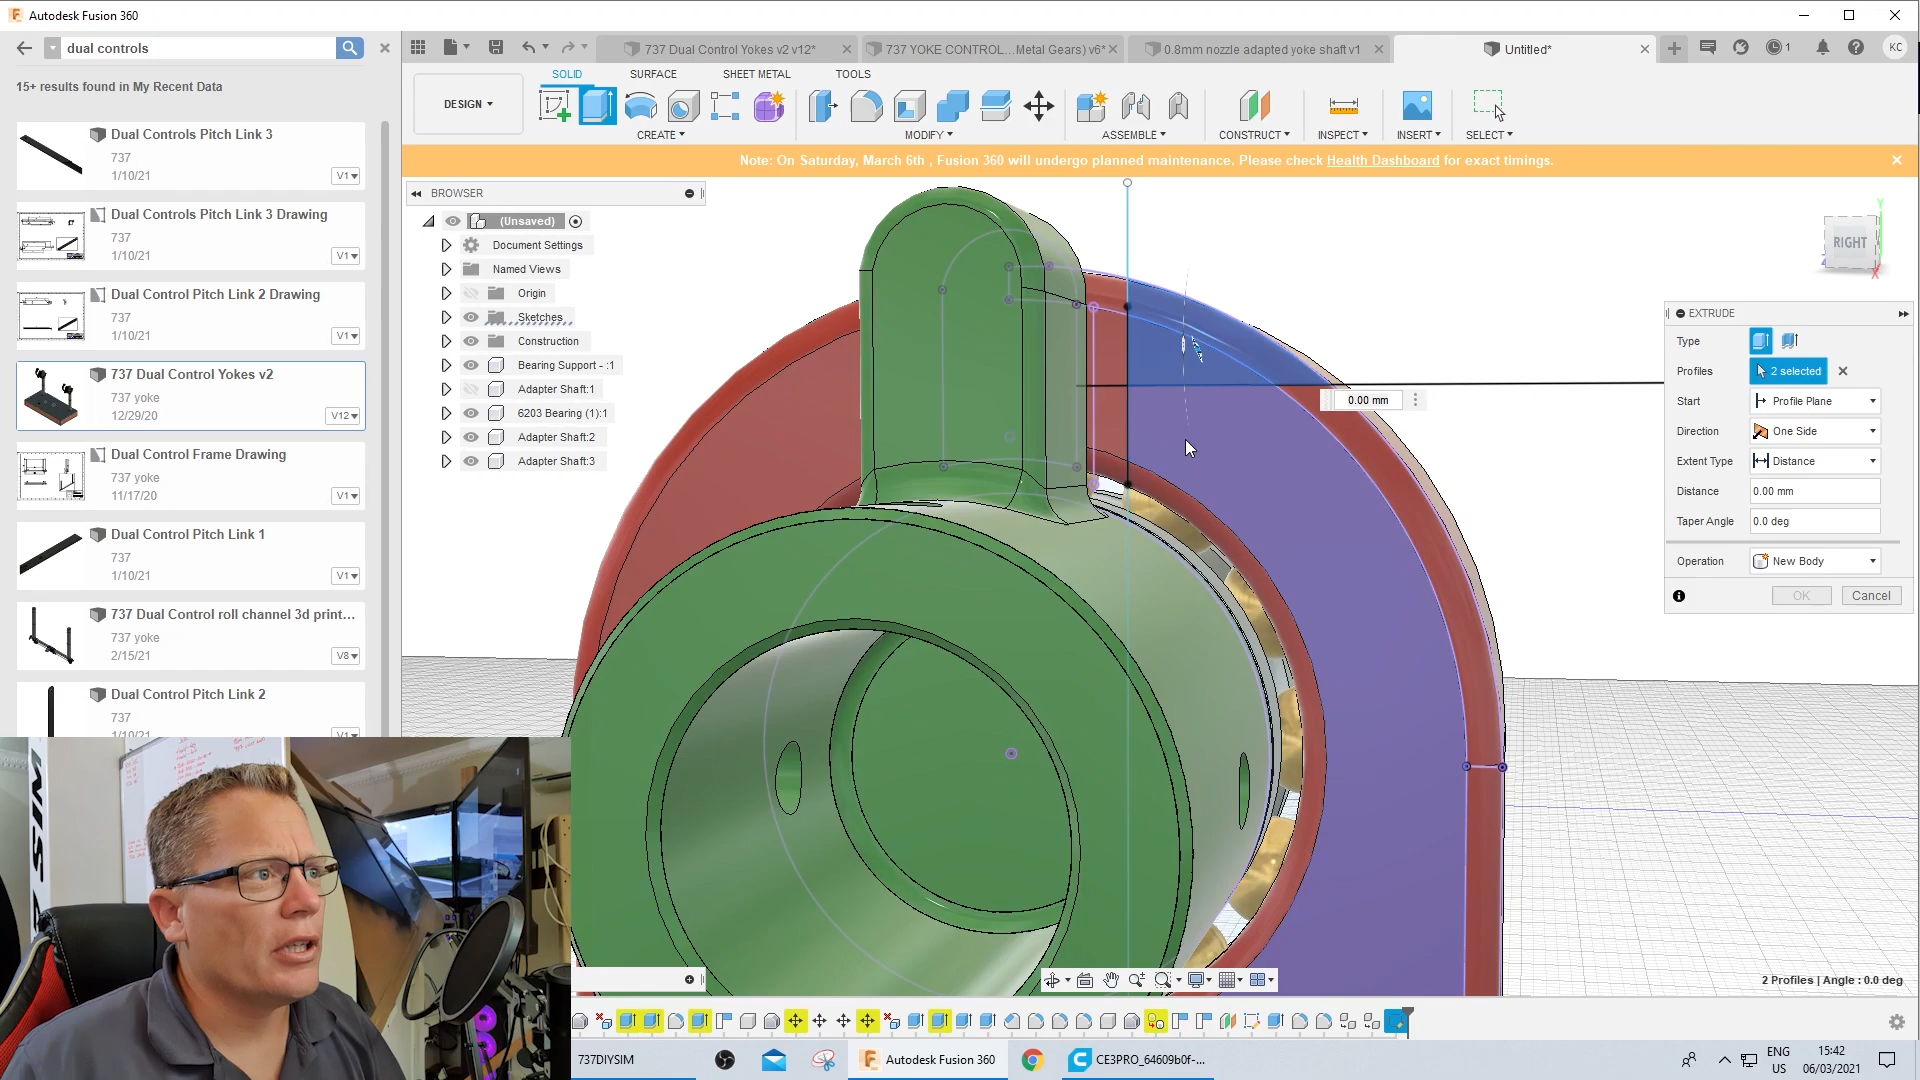 Autodesk Fusion 360
dual controls
15+ results found in My Recent Data
Dual Controls Pitch Link 3
737
1/10/21
V1
Dual Controls Pitch Link 3 Drawing
737
1/10/21
V1
Dual Control Pitch Link 2 Drawing
737
1/10/21
V1
737 Dual Control Yokes v2
737 yoke
12/29/20
V12
Dual Control Frame Drawing
737 yoke
11/17/20
V1
Dual Control Pitch Link 1
737
1/10/21
V1
737 Dual Control roll channel 3d print...
737 yoke
2/15/21
V8
Dual Control Pitch Link 2
737
1/10/21
V1
737 Dual Control Yokes v2 v12*
737 YOKE CONTROL...Metal Gears) v6*
0.8mm nozzle adapted yoke shaft v1
Untitled*
1
KC
DESIGN
SOLID
SURFACE
SHEET METAL
TOOLS
CREATE
MODIFY
ASSEMBLE
CONSTRUCT
INSPECT
INSERT
SELECT
Note: On Saturday, March 6th , Fusion 360 will undergo planned maintenance. Please check Health Dashboard for exact timings.
BROWSER
(Unsaved)
Document Settings
Named Views
Origin
Sketches
Construction
Bearing Support - :1
Adapter Shaft:1
6203 Bearing (1):1
Adapter Shaft:2
Adapter Shaft:3
RIGHT
Y
X
0.00 mm
EXTRUDE
Type
Profiles 2 selected
Start Profile Plane
Direction One Side
Extent Type Distance
Distance 0.00 mm
Taper Angle 0.0 deg
Operation New Body
OK Cancel
2 Profiles | Angle : 0.0 deg
737DIYSIM
Autodesk Fusion 360
CE3PRO_64609b0f-...
ENG
US
15:42
06/03/2021